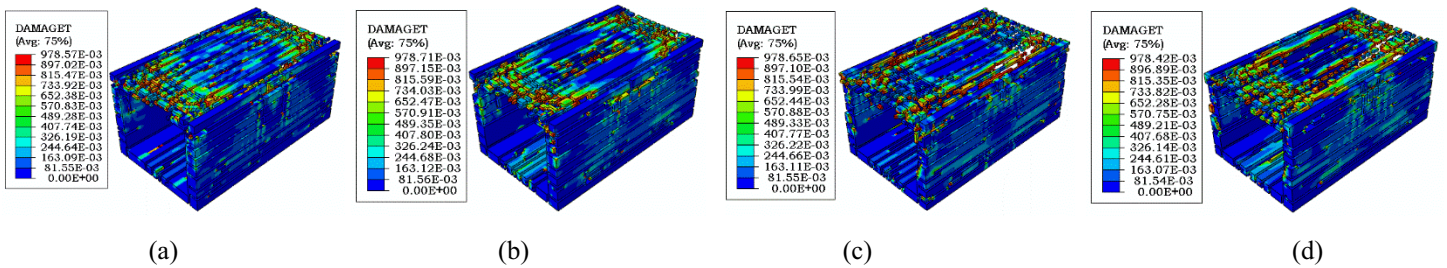 DAMAGET
(Avg: 75%)
978.57E-03
897.02E-03
815.47E-03
733.92E-03
652.38E-03
570.83E-03
489.28E-03
407.74E-03
326.19E-03
244.64E-03
163.09E-03
81.55E-03
0.00E+00
(a)
DAMAGET
(Avg: 75%)
978.71E-03
897.15E-03
815.59E-03
734.03E-03
652.47E-03
570.91E-03
489.35E-03
407.80E-03
326.24E-03
244.68E-03
163.12E-03
81.56E-03
0.00E+00
(b)
DAMAGET
(Avg: 75%)
978.65E-03
897.10E-03
815.54E-03
733.99E-03
652.44E-03
570.88E-03
489.33E-03
407.77E-03
326.22E-03
244.66E-03
163.11E-03
81.55E-03
0.00E+00
(c)
DAMAGET
(Avg: 75%)
978.42E-03
896.89E-03
815.35E-03
733.82E-03
652.28E-03
570.75E-03
489.21E-03
407.68E-03
326.14E-03
244.61E-03
163.07E-03
81.54E-03
0.00E+00
(d)